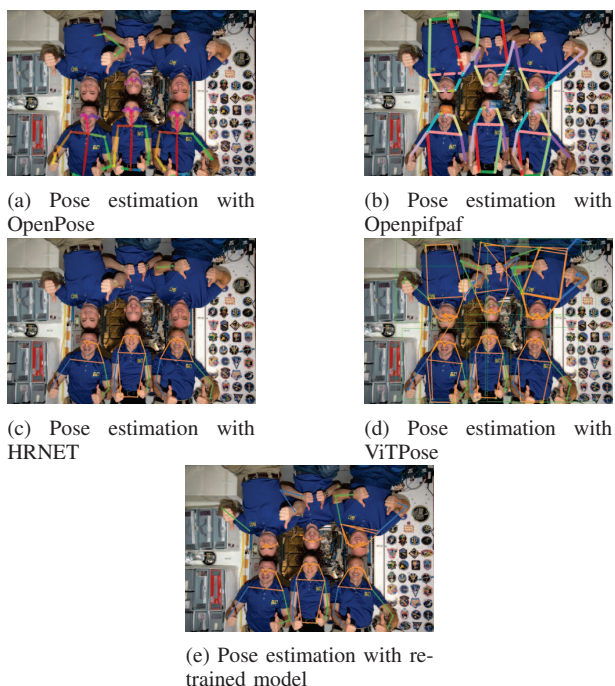 (a) Pose estimation with
OpenPose
(b) Pose estimation with
Openpifpaf
(c) Pose estimation with
HRNET
(d) Pose estimation with
ViTPose
(e) Pose estimation with re-
trained model